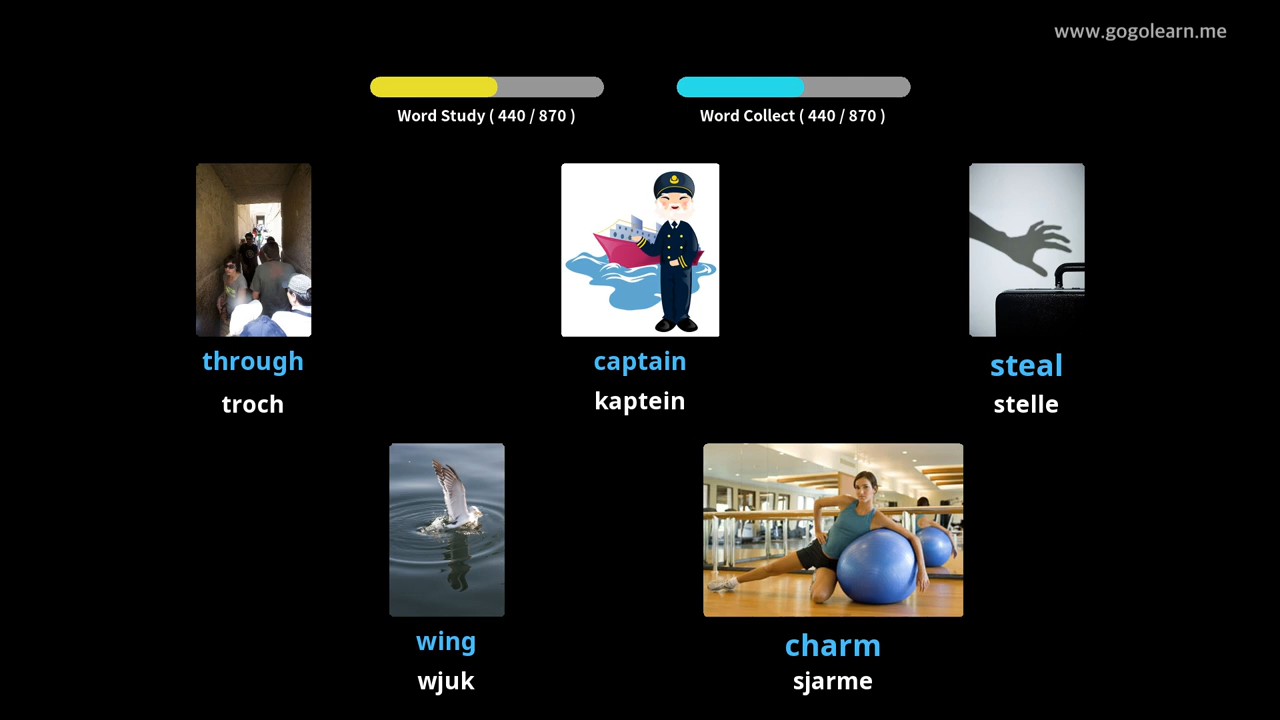 www.gogolearn.me
Word Study ( 440 / 870 )
Word Collect ( 440 / 870 )
through
troch
captain
kaptein
steal
stelle
wing
wjuk
charm
sjarme